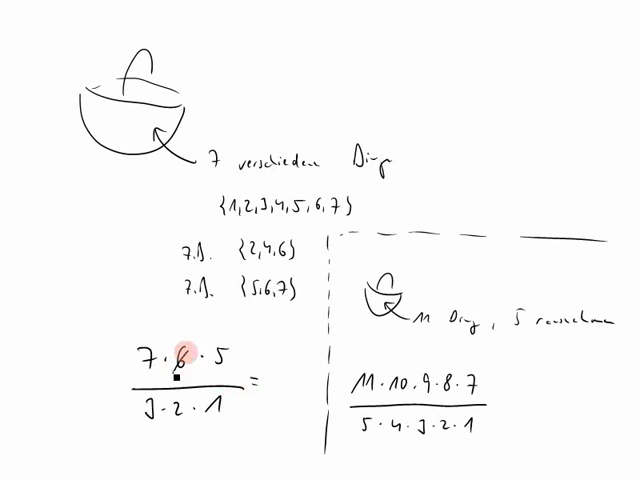 7 verschiedene Dinge
{1,2,3,4,5,6,7}
z.B. {2,4,6}
z.B. {5,6,7}
7 · 6 · 5
3 · 2 · 1
=
11 Dinge, 5 rausnehmen
11 · 10 · 9 · 8 · 7
5 · 4 · 3 · 2 · 1